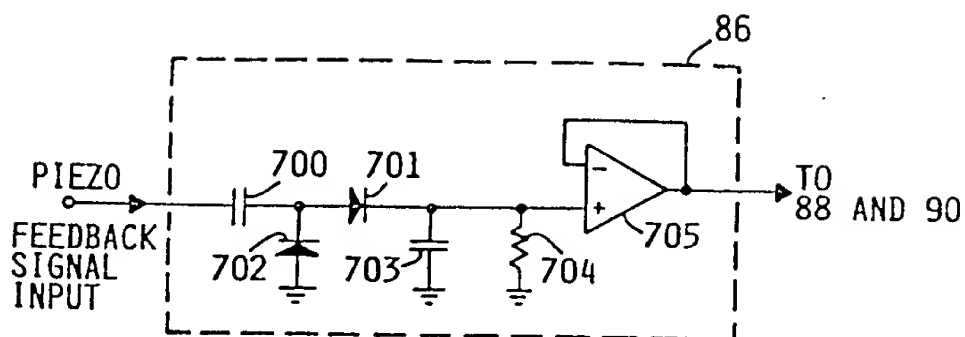 86
PIEZO
FEEDBACK
SIGNAL
INPUT
700
701
702
703
704
-
+
705
TO
88 AND 90